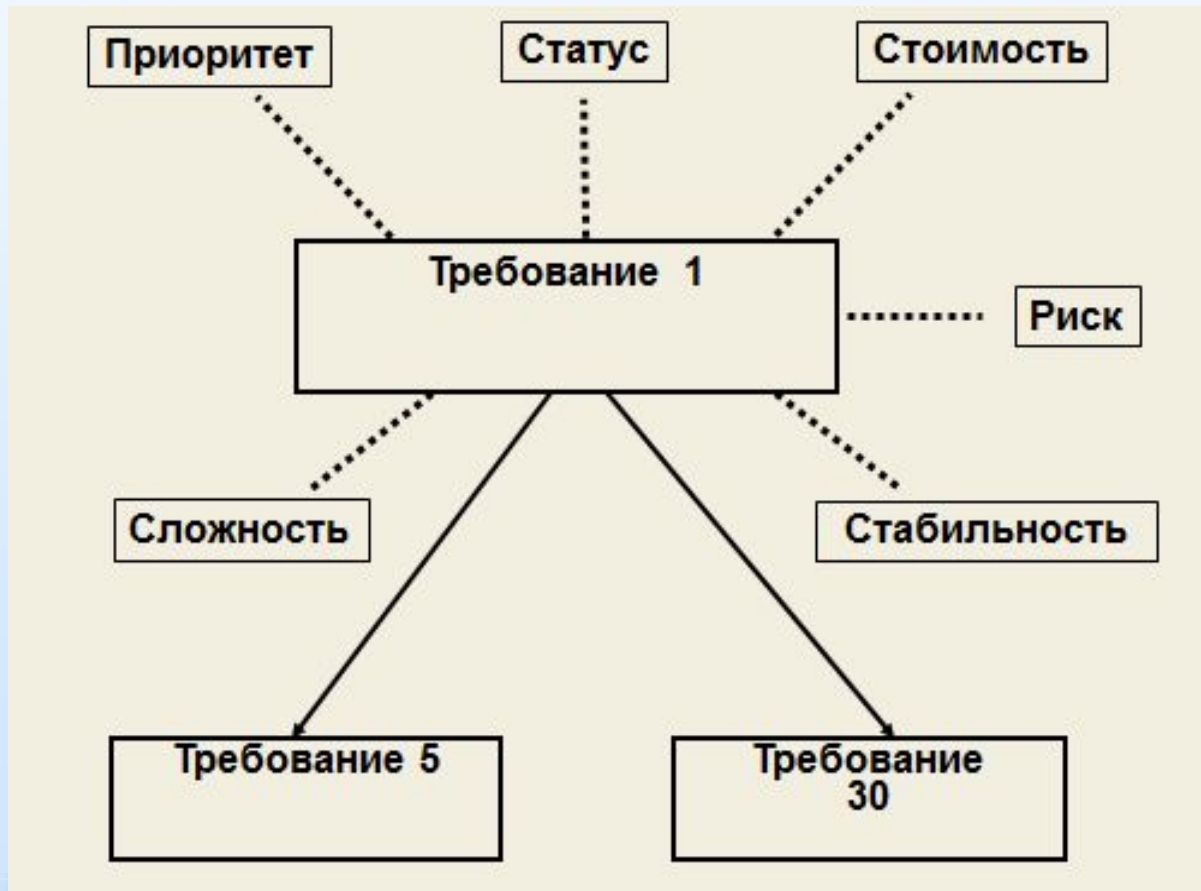 Приоритет
Статус
Стоимость
Требование 1
Риск
Сложность
Стабильность
Требование 5
Требование
30